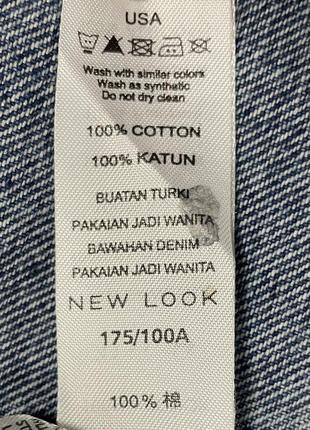 USA
Wash with similar colors
Wash as synthetic
Do not dry clean
100% COTTON
100% KATUN
BUATAN TURKI
PAKAIAN JADI WANITA
BAWAHAN DENIM
PAKAIAN JADI WANITA
NEW LOOK
175/100A
100% 棉